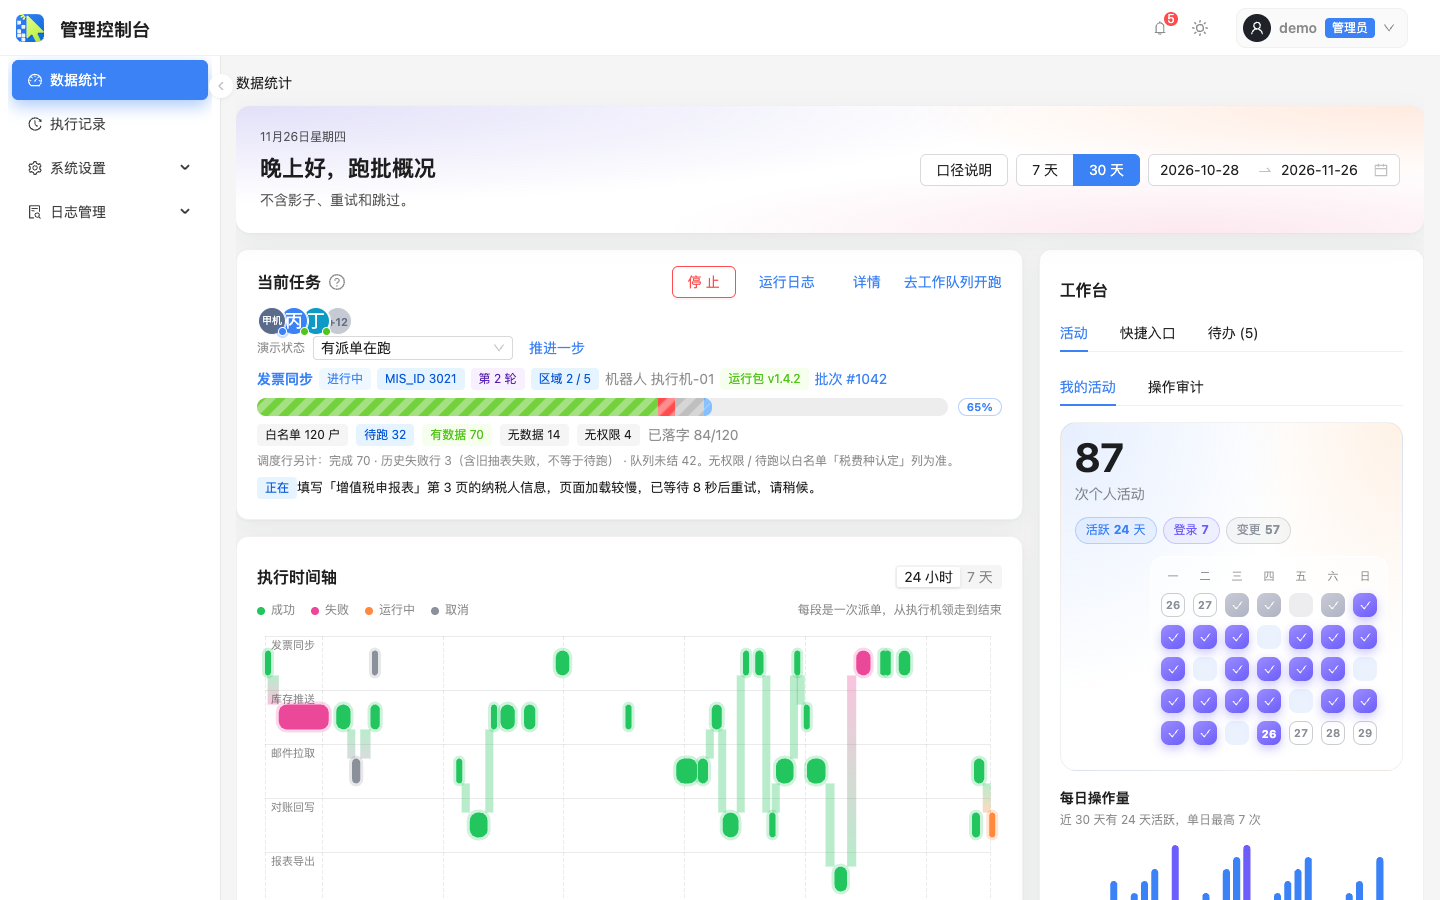 管理控制台
5
demo 管理员
数据统计
执行记录
系统设置
日志管理
数据统计
11月26日星期四
晚上好，跑批概况
不含影子、重试和跳过。
口径说明 7 天 30 天 2026-10-28 → 2026-11-26
当前任务
停 止 运行日志 详情 去工作队列开跑
甲机 丙 丁 +12
演示状态 有派单在跑 推进一步
发票同步 进行中 MIS_ID 3021 第 2 轮 区域 2 / 5 机器人 执行机-01 运行包 v1.4.2 批次 #1042
65%
白名单 120 户 待跑 32 有数据 70 无数据 14 无权限 4 已落字 84/120
调度行另计：完成 70 · 历史失败行 3（含旧抽表失败，不等于待跑） · 队列未结 42。无权限 / 待跑以白名单「税费种认定」列为准。
正在 填写「增值税申报表」第 3 页的纳税人信息，页面加载较慢，已等待 8 秒后重试，请稍候。
执行时间轴
24 小时 7 天
成功 失败 运行中 取消
每段是一次派单，从执行机领走到结束
发票同步
库存推送
邮件拉取
对账回写
报表导出
工作台
活动 快捷入口 待办 (5)
我的活动 操作审计
87
次个人活动
活跃 24 天 登录 7 变更 57
一 二 三 四 五 六 日
26 27
26 27 28 29
每日操作量
近 30 天有 24 天活跃，单日最高 7 次